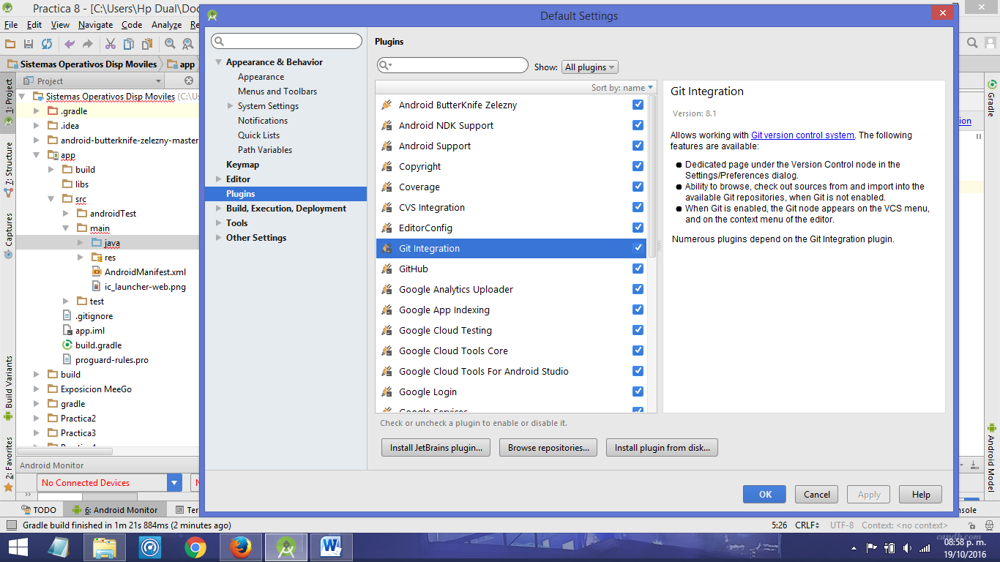 Practica 8 - [C:\Users\Hp Dual\Doc
Default Settings
File Edit View Navigate Code Analyze Re
Sistemas Operativos Disp Moviles app
Project
Sistemas Operativos Disp Moviles (C:\Us
.gradle
.idea
android-butterknife-zelezny-master
app
build
libs
src
androidTest
main
java
res
AndroidManifest.xml
ic_launcher-web.png
test
.gitignore
app.iml
build.gradle
proguard-rules.pro
build
Exposicion MeeGo
gradle
Practica2
Practica3
1: Project
7: Structure
Captures
Build Variants
2: Favorites
Appearance & Behavior
Appearance
Menus and Toolbars
System Settings
Notifications
Quick Lists
Path Variables
Keymap
Editor
Plugins
Build, Execution, Deployment
Tools
Other Settings
Plugins
Show: All plugins
Sort by: name
Android ButterKnife Zelezny
Android NDK Support
Android Support
Copyright
Coverage
CVS Integration
EditorConfig
Git Integration
GitHub
Google Analytics Uploader
Google App Indexing
Google Cloud Testing
Google Cloud Tools Core
Google Cloud Tools For Android Studio
Google Login
Google Services
Check or uncheck a plugin to enable or disable it.
Install JetBrains plugin... Browse repositories... Install plugin from disk...
Git Integration
Version: 8.1
Allows working with Git version control system. The following
features are available:
Dedicated page under the Version Control node in the
Settings/Preferences dialog.
Ability to browse, check out sources from and import into the
available Git repositories, when Git is not enabled.
When Git is enabled, the Git node appears on the VCS menu,
and on the context menu of the editor.
Numerous plugins depend on the Git Integration plugin.
OK Cancel Apply Help
Gradle
ion
Android Model
Android Monitor
No Connected Devices N
TODO 6: Android Monitor Ter
nsole
Gradle build finished in 1m 21s 884ms (2 minutes ago)
5:26 CRLF UTF-8 Context: <no context>
08:58 p. m.
19/10/2016